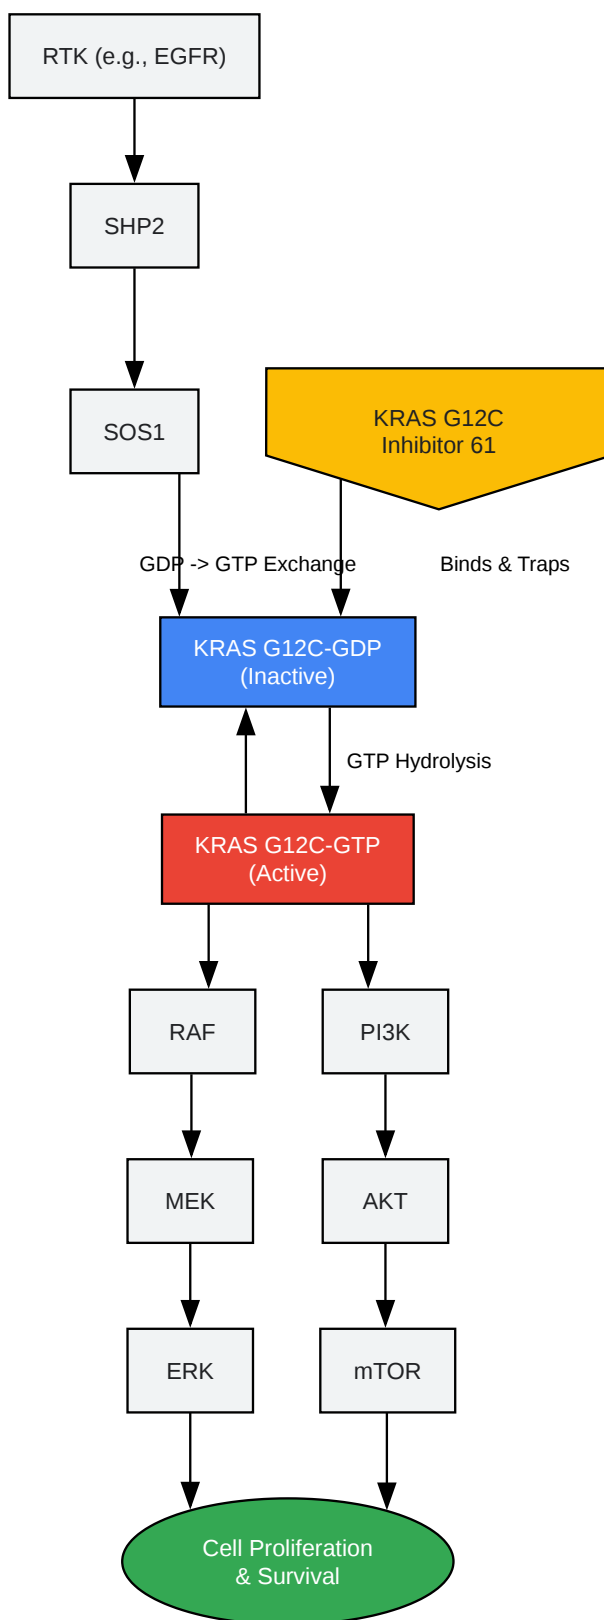 RTK (e.g., EGFR)
SHP2
SOS1
KRAS G12C
Inhibitor 61
GDP -> GTP Exchange
Binds & Traps
KRAS G12C-GDP
(Inactive)
GTP Hydrolysis
KRAS G12C-GTP
(Active)
RAF
PI3K
MEK
AKT
ERK
mTOR
Cell Proliferation
& Survival